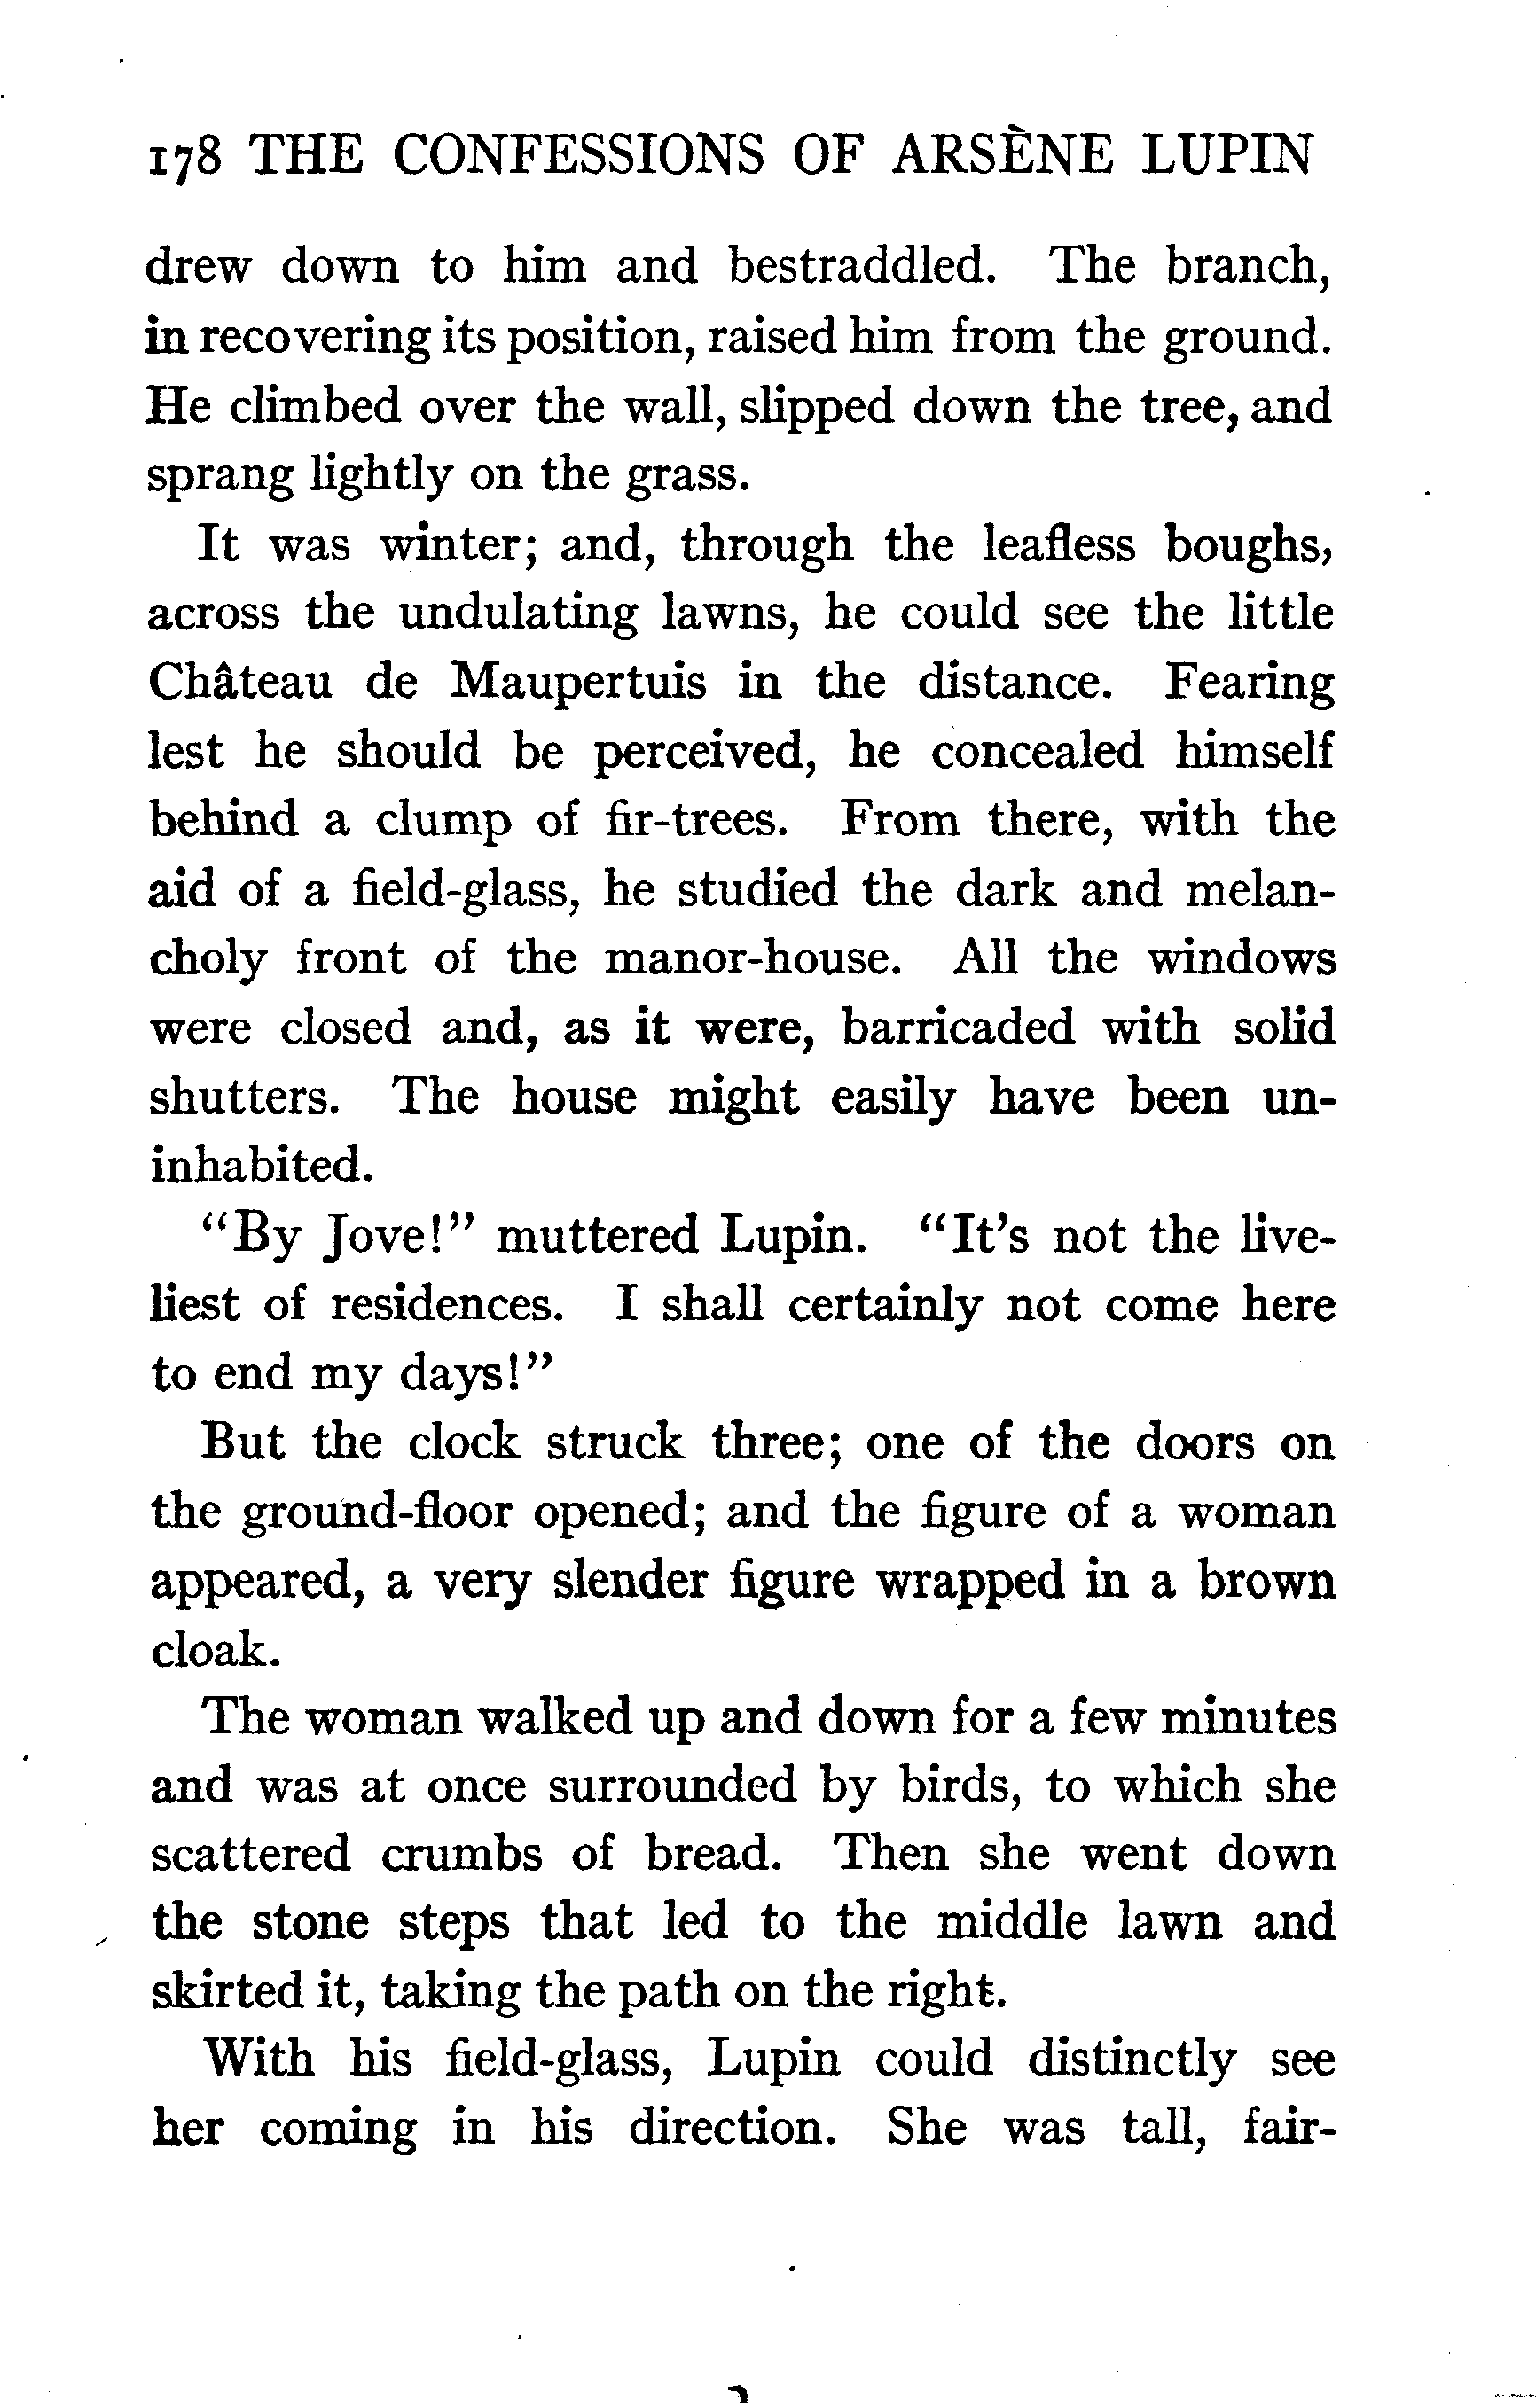 178 THE CONFESSIONS OF ARSÈNE LUPIN
drew down to him and bestraddled. The branch,
in recovering its position, raised him from the ground.
He climbed over the wall, slipped down the tree, and
sprang lightly on the grass.
It was winter; and, through the leafless boughs,
across the undulating lawns, he could see the little
Château de Maupertuis in the distance. Fearing
lest he should be perceived, he concealed himself
behind a clump of fir-trees. From there, with the
aid of a field-glass, he studied the dark and melan-
choly front of the manor-house. All the windows
were closed and, as it were, barricaded with solid
shutters. The house might easily have been un-
inhabited.
"By Jove!" muttered Lupin. "It's not the live-
liest of residences. I shall certainly not come here
to end my days!"
But the clock struck three; one of the doors on
the ground-floor opened; and the figure of a woman
appeared, a very slender figure wrapped in a brown
cloak.
The woman walked up and down for a few minutes
and was at once surrounded by birds, to which she
scattered crumbs of bread. Then she went down
the stone steps that led to the middle lawn and
skirted it, taking the path on the right.
With his field-glass, Lupin could distinctly see
her coming in his direction. She was tall, fair-